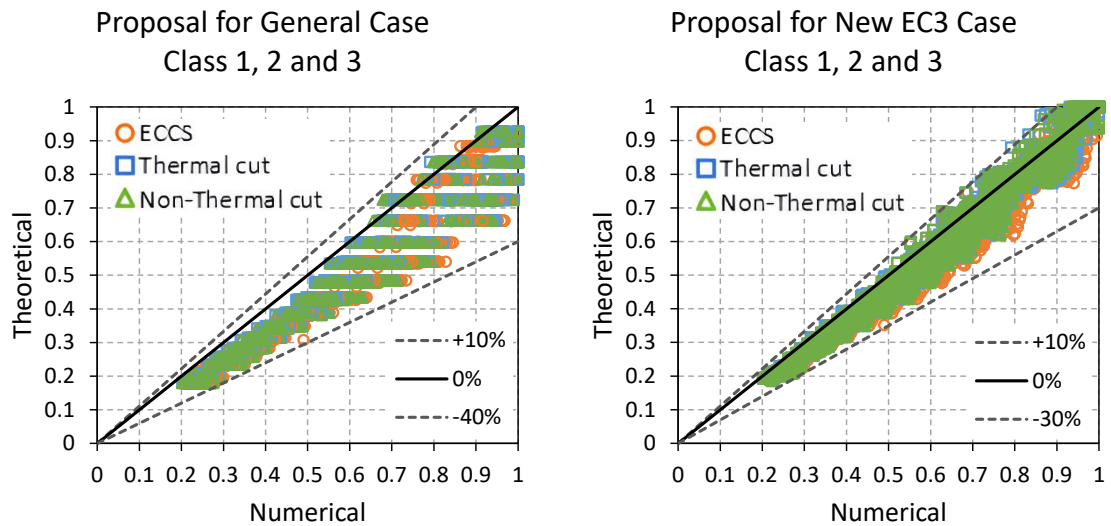 Proposal for General Case
Class 1, 2 and 3
1
0.9
0.8
0.7
0.6
0.5
0.4
0.3
0.2
0.1
0
Theoretical
ECCS
Thermal cut
Non-Thermal cut
+10%
0%
-40%
0 0.1 0.2 0.3 0.4 0.5 0.6 0.7 0.8 0.9 1
Numerical
Proposal for New EC3 Case
Class 1, 2 and 3
1
0.9
0.8
0.7
0.6
0.5
0.4
0.3
0.2
0.1
0
Theoretical
ECCS
Thermal cut
Non-Thermal cut
+10%
0%
-30%
0 0.1 0.2 0.3 0.4 0.5 0.6 0.7 0.8 0.9 1
Numerical